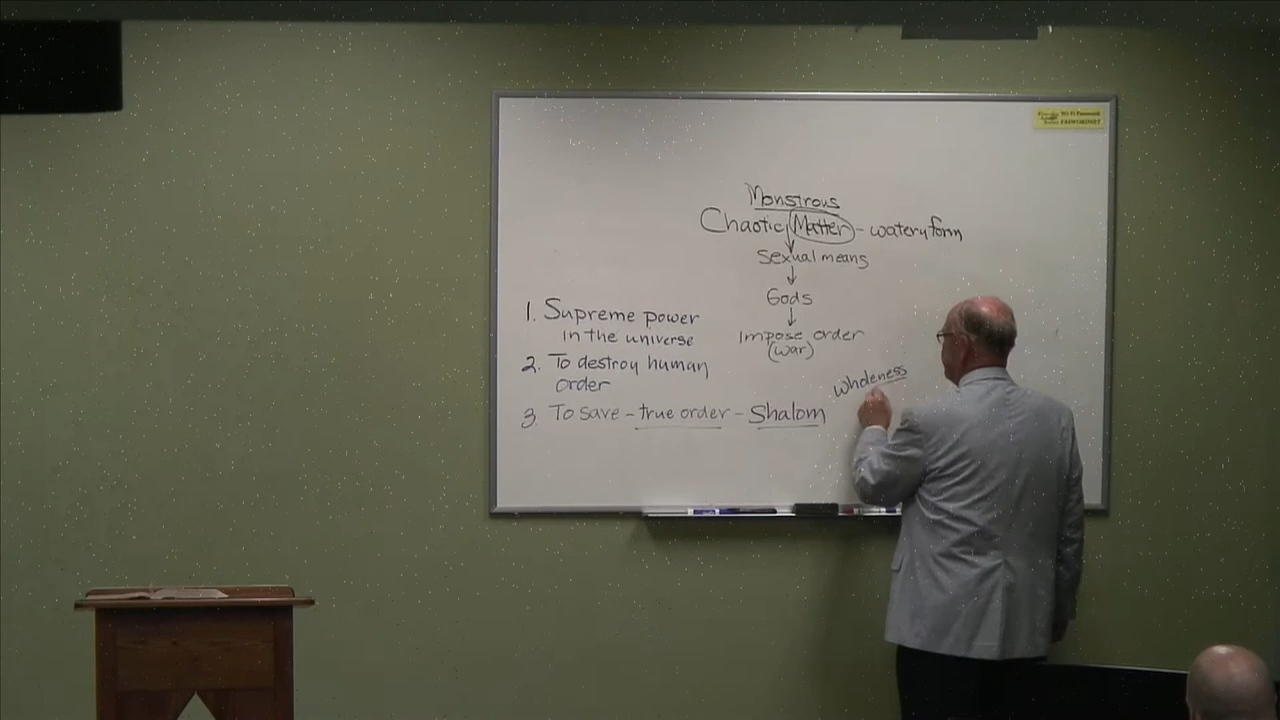 Monstrous
Chaotic Matter - watery form
Sexual means
Gods
Impose order
(war)
1. Supreme power
in the universe
2. To destroy human
order
3. To save - true order - Shalom
wholeness